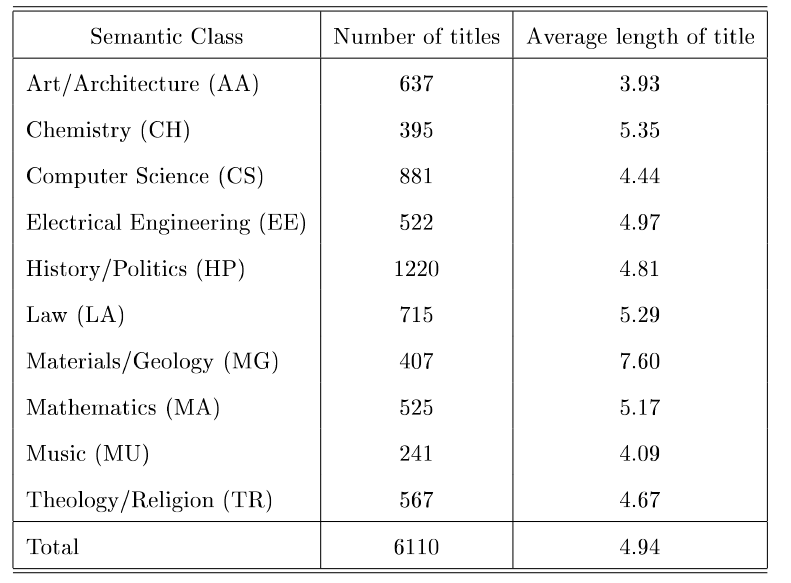 Semantic Class Number of titles Average length of title
Art/Architecture (AA) 637 3.93
Chemistry (CH) 395 5.35
Computer Science (CS) 881 4.44
Electrical Engineering (EE) 522 4.97
History/Politics (HP) 1220 4.81
Law (LA) 715 5.29
Materials/Geology (MG) 407 7.60
Mathematics (MA) 525 5.17
Music (MU) 241 4.09
Theology/Religion (TR) 567 4.67
Total 6110 4.94